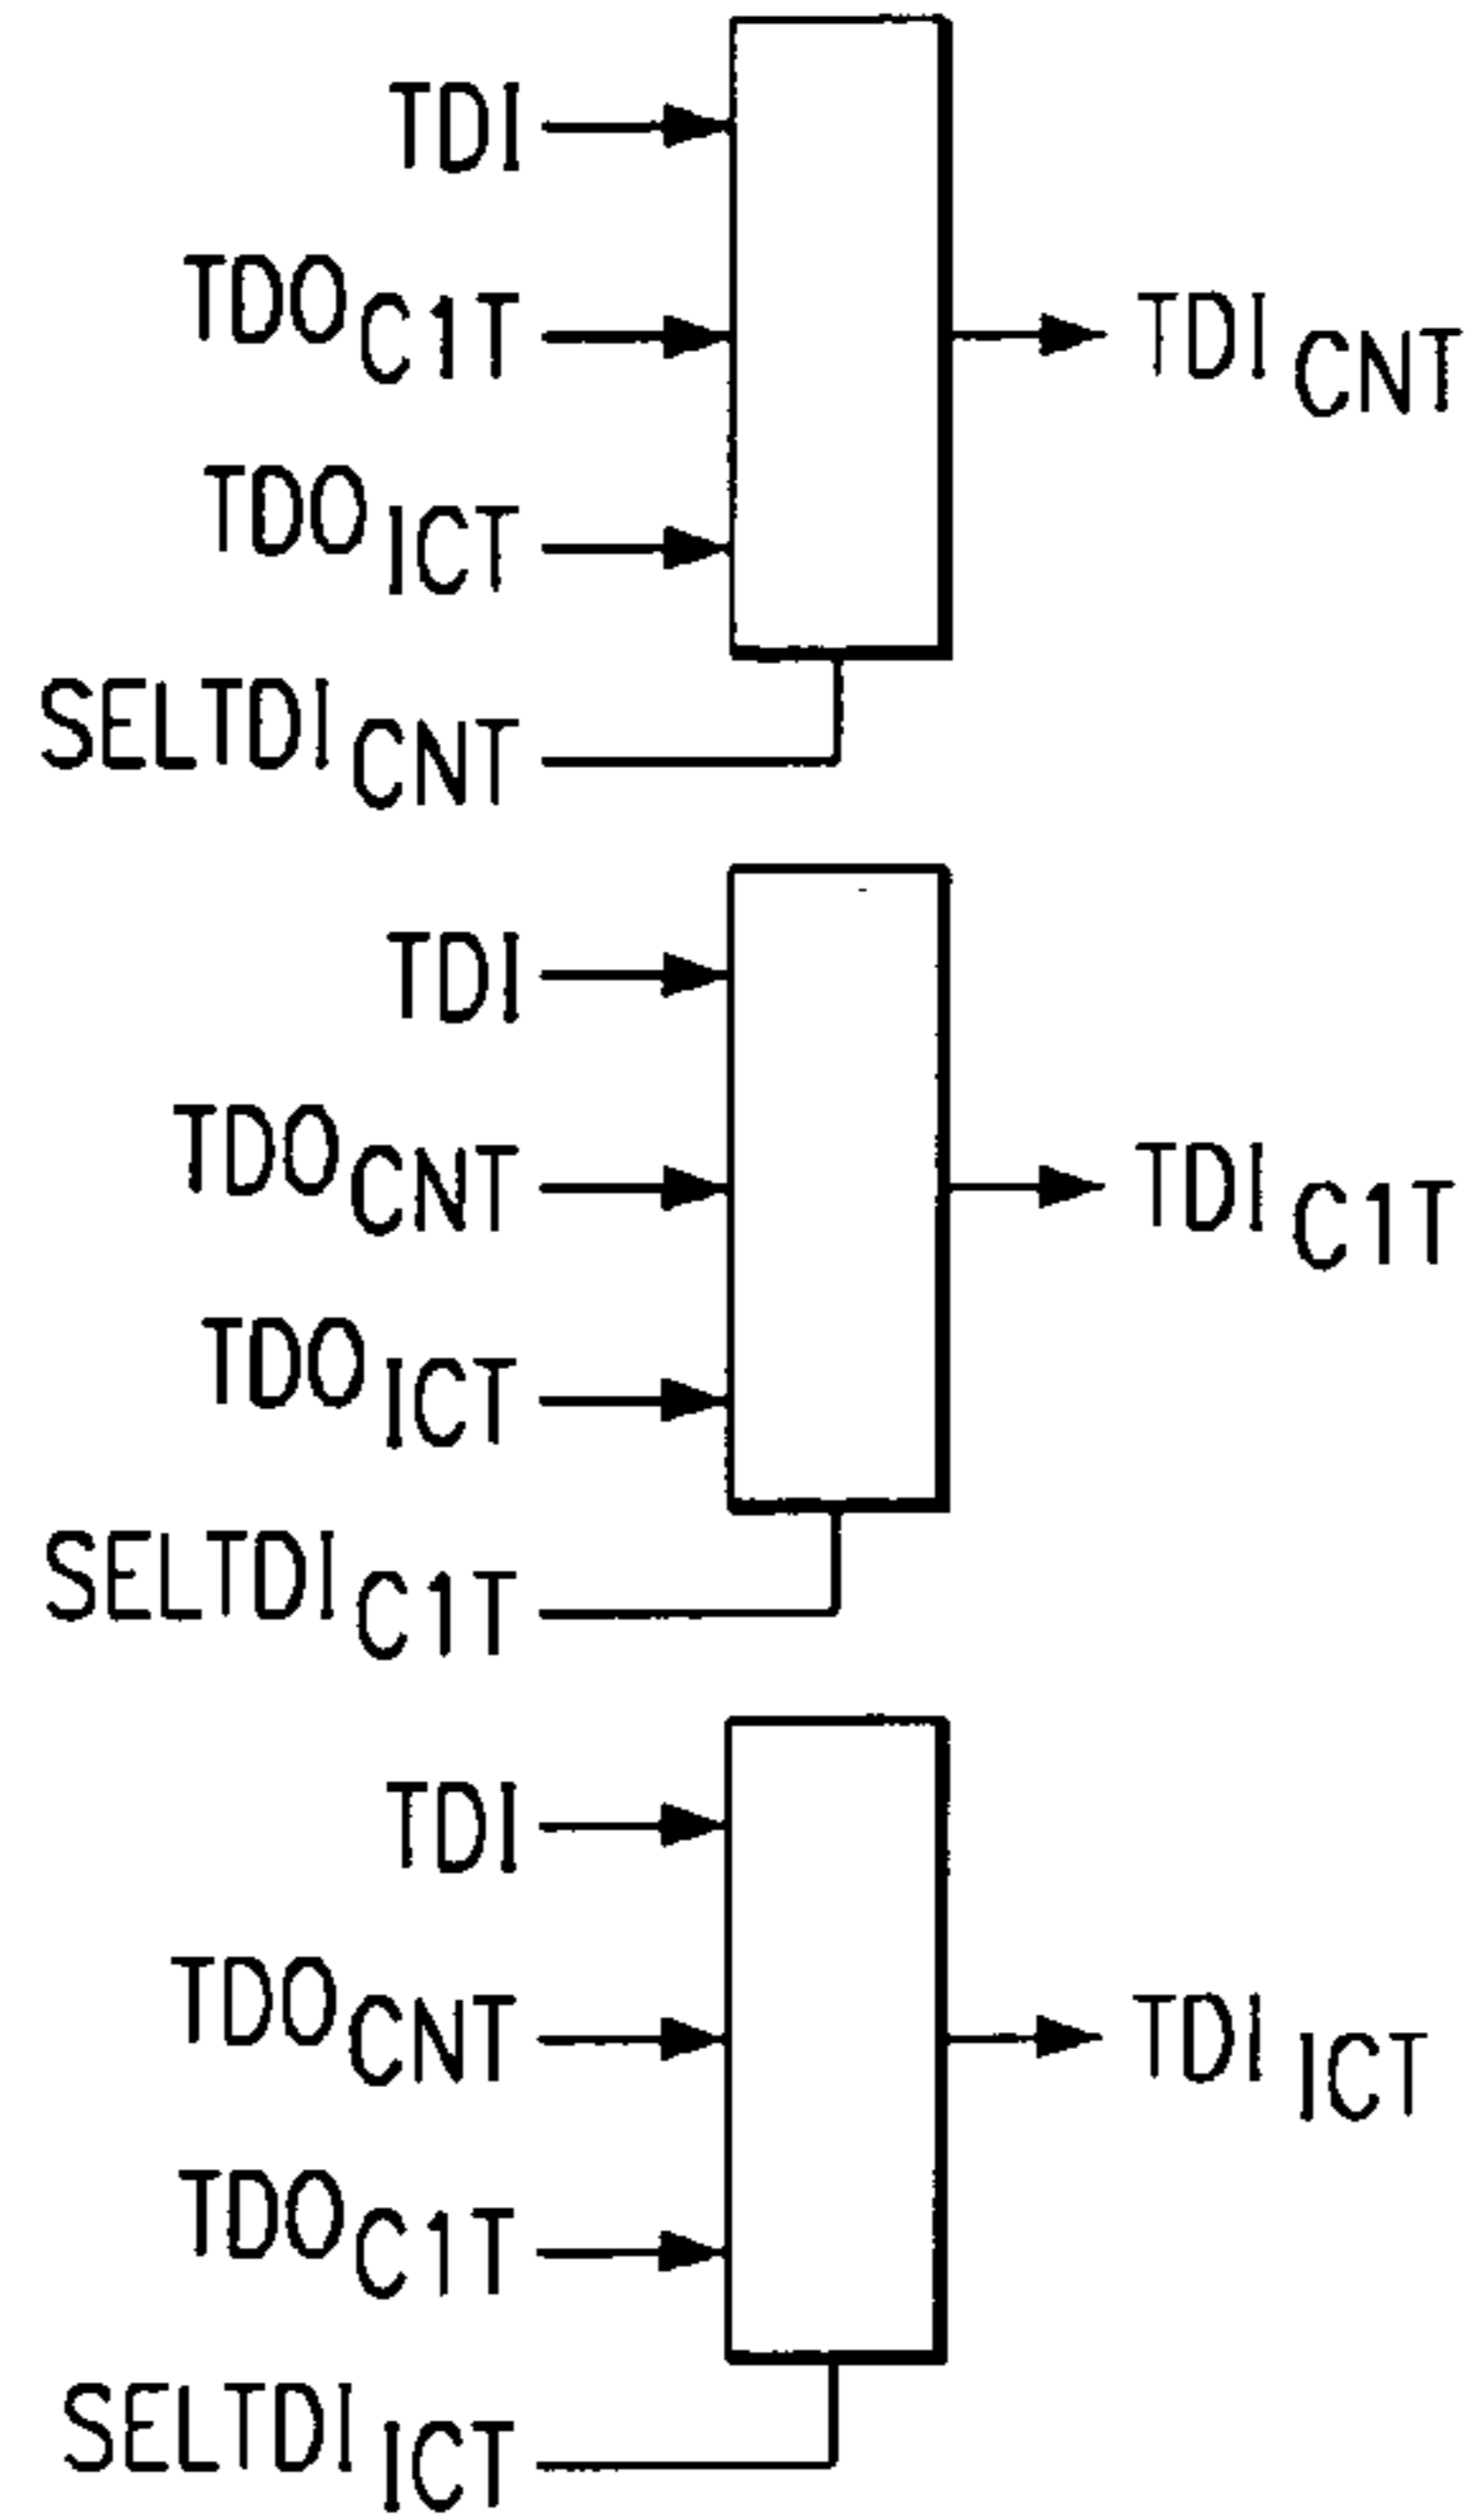 TDI
TDO C1T
TDI CNT
TDO ICT
SELTDI CNT
TDI
TDO CNT
TDI C1T
TDO ICT
SELTDI C1T
TDI
TDO CNT
TDI ICT
TDO C1T
SELTDI ICT